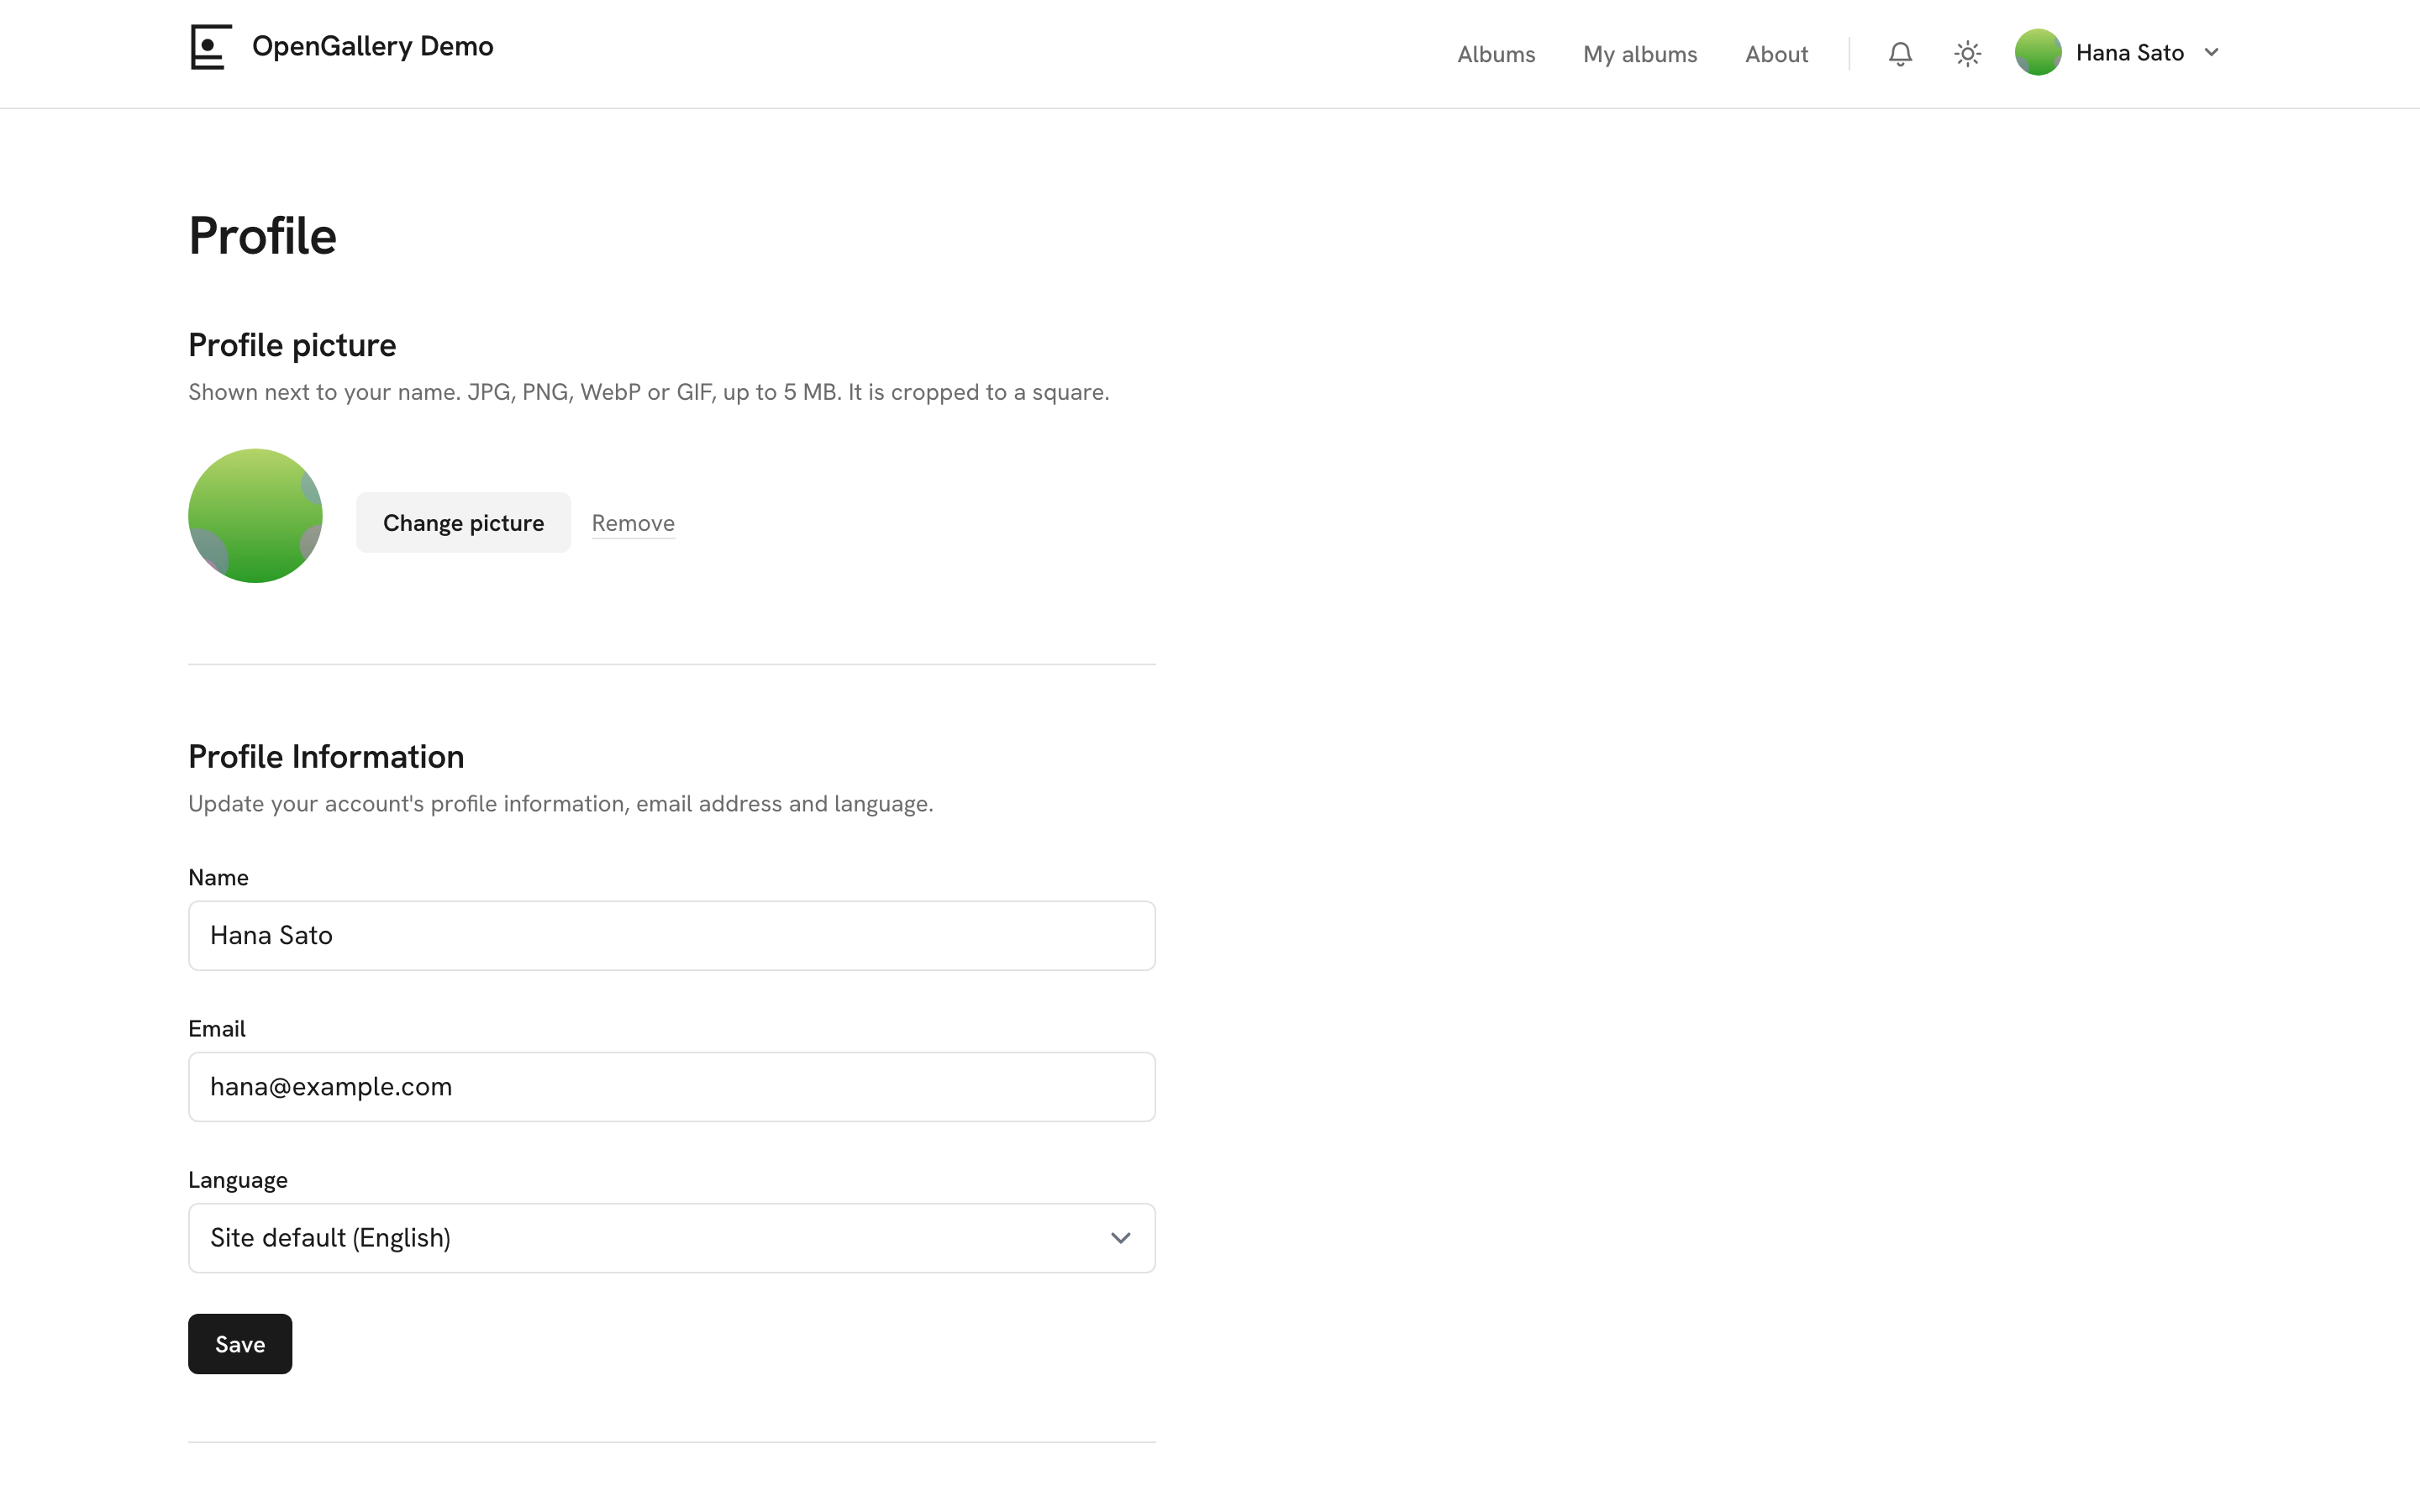 OpenGallery Demo
Albums
My albums
About
Hana Sato
Profile
Profile picture
Shown next to your name. JPG, PNG, WebP or GIF, up to 5 MB. It is cropped to a square.
Change picture
Remove
Profile Information
Update your account's profile information, email address and language.
Name
Hana Sato
Email
hana@example.com
Language
Site default (English)
Save